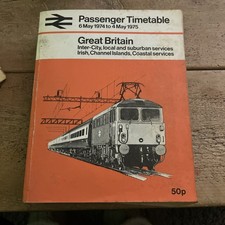 Passenger Timetable
6 May 1974 to 4 May 1975
Great Britain
Inter-City, local and suburban services
Irish, Channel Islands, Coastal services
50p